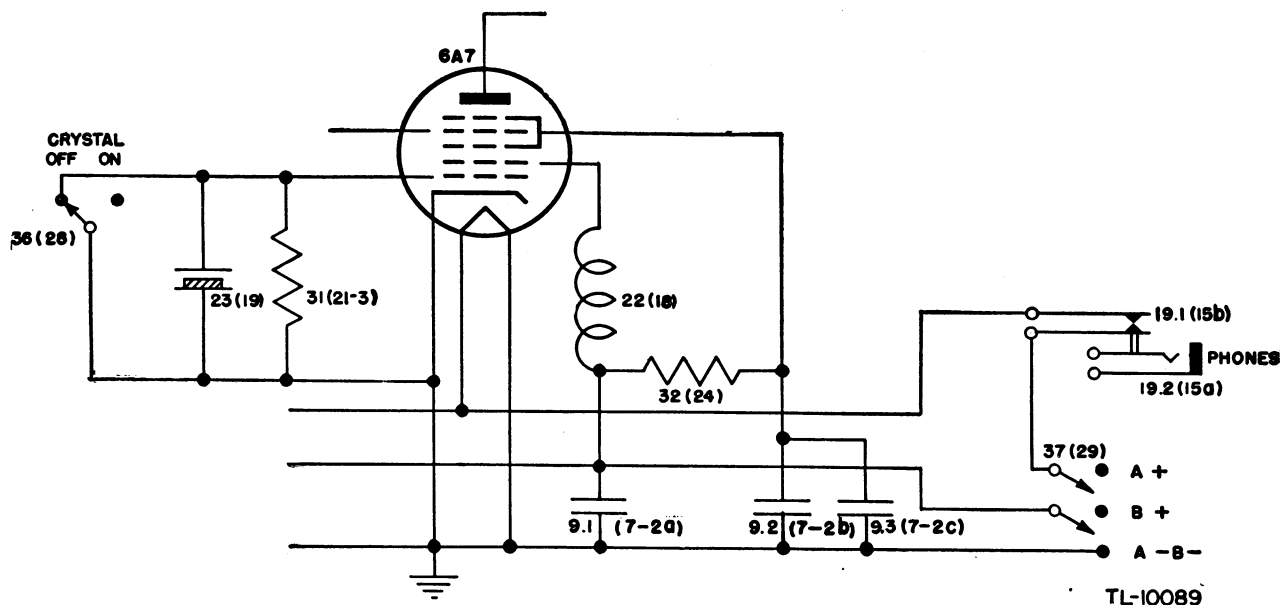 6A7
CRYSTAL
OFF ON
36(28)
23(19)
31(21-3)
22(18)
19.1(15b)
PHONES
19.2(15a)
32(24)
37(29)
A +
B +
9.1 (7-2a)
9.2(7-2b)
9.3(7-2c)
A -B-
TL-10089